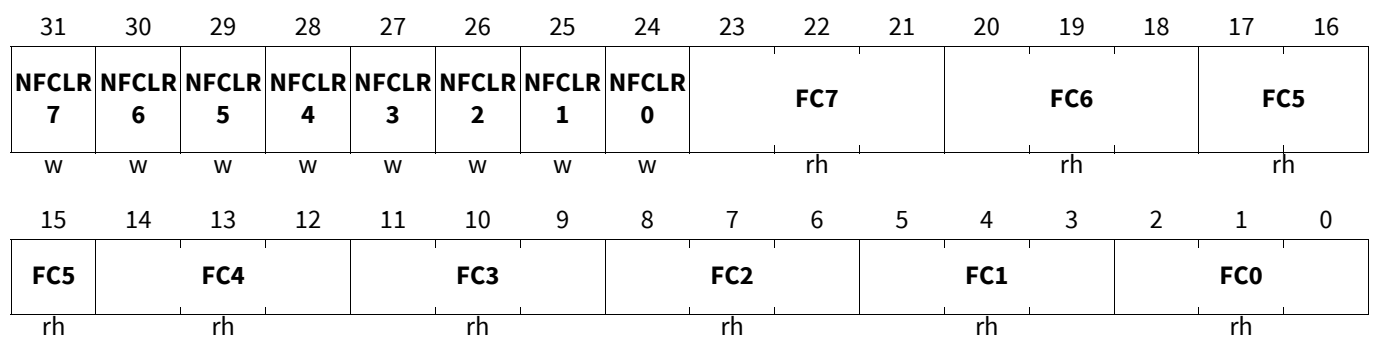 31 30 29 28 27 26 25 24 23 22 21 20 19 18 17 16
NFCLR NFCLR NFCLR NFCLR NFCLR NFCLR NFCLR NFCLR
7 6 5 4 3 2 1 0 FC7 FC6 FC5
w w w w w w w w rh rh rh
15 14 13 12 11 10 9 8 7 6 5 4 3 2 1 0
FC5 FC4 FC3 FC2 FC1 FC0
rh rh rh rh rh rh